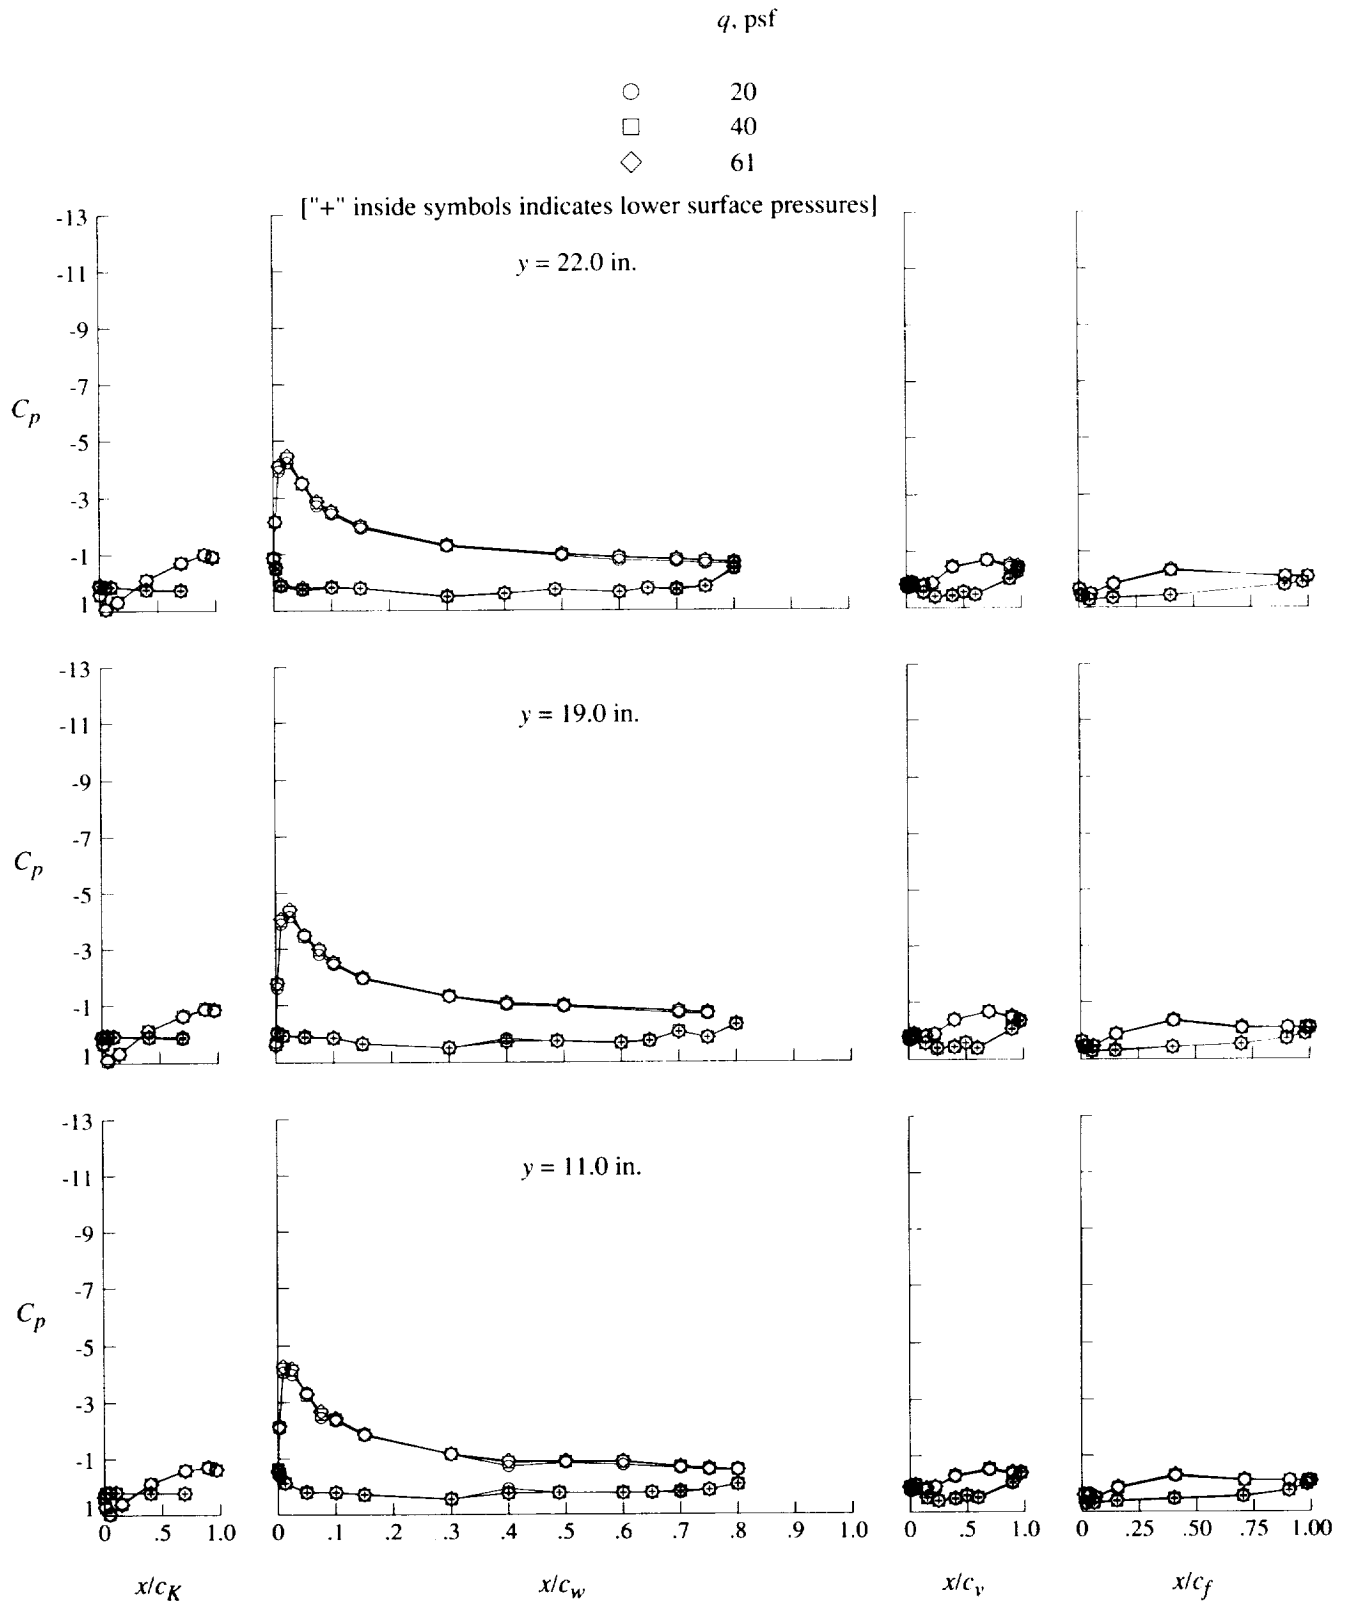 q, psf
20
40
61
["+" inside symbols indicates lower surface pressures]
y = 22.0 in.
-13
-11
-9
-7
-5
-3
-1
1
C_p
y = 19.0 in.
-13
-11
-9
-7
-5
-3
-1
1
C_p
y = 11.0 in.
-13
-11
-9
-7
-5
-3
-1
1
C_p
0 .5 1.0
0 .1 .2 .3 .4 .5 .6 .7 .8 .9 1.0
0 .5 1.0
0 .25 .50 .75 1.00
x/c_K
x/c_w
x/c_v
x/c_f